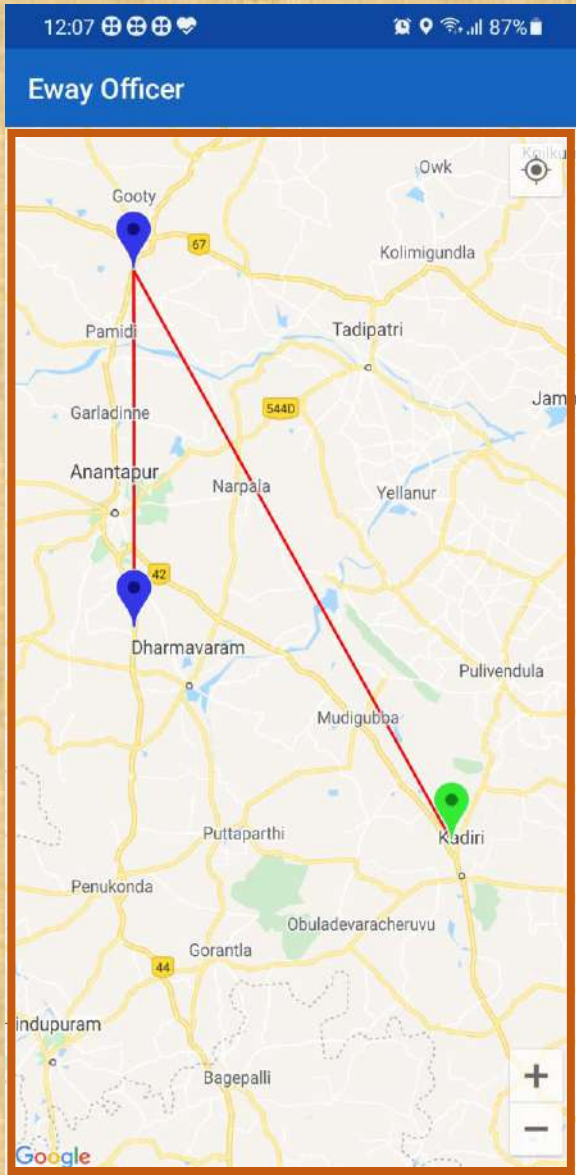 12:07 87%
Eway Officer
Owk
Gooty
67
Kolimigundla
Pamidi
Tadipatri
Garladinne
544D
Jam
Anantapur
Narpala
Yellanur
42
Dharmavaram
Pulivendula
Mudigubba
Puttaparthi
Kadiri
Penukonda
Obuladevaracheruvu
Gorantla
44
indupuram
Bagepalli
+
−
Google